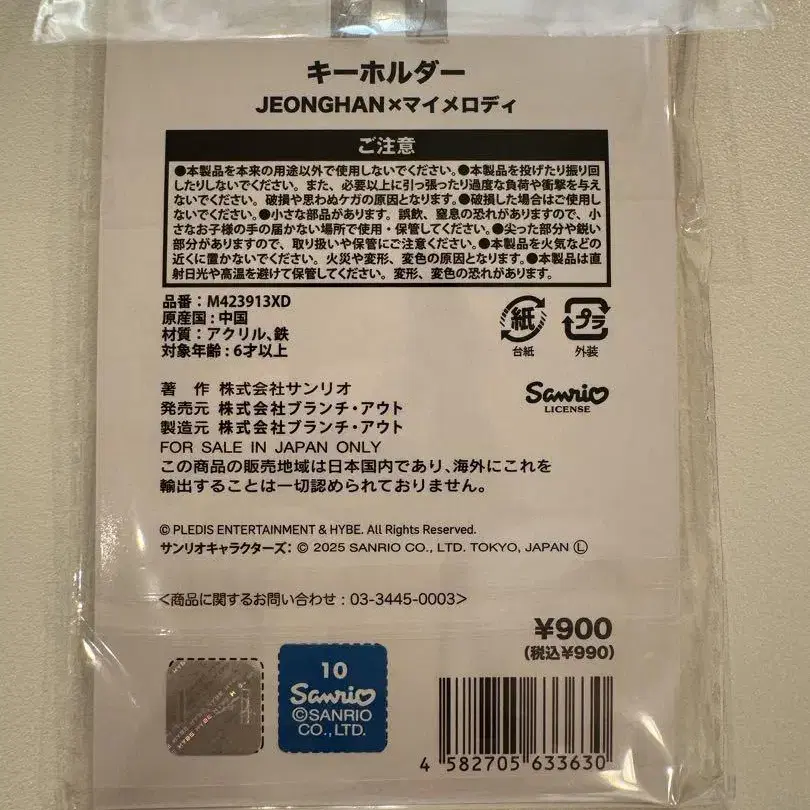 キーホルダー
JEONGHAN×マイメロディ
ご注意
●本製品を本来の用途以外で使用しないでください。●本製品を投げたり振り回
したりしないでください。また、必要以上に引っ張ったり過度な負荷や衝撃を与え
ないでください。破損や思わぬケガの原因となります。●破損した場合はご使用し
ないでください。●小さな部品があります。誤飲、窒息の恐れがありますので、小
さなお子様の手の届かない場所で使用・保管してください。●尖った部分や鋭い
部分がありますので、取り扱いや保管にご注意ください。●本製品を火気などの
近くに置かないでください。火災や変形、変色の原因となります。●本製品は直
射日光や高温を避けて保管してください。変形、変色の恐れがあります。
品番：M423913XD
原産国：中国
材質：アクリル、鉄
対象年齢：6才以上
紙
台紙
プラ
外装
著　作 株式会社サンリオ
発売元 株式会社ブランチ・アウト
製造元 株式会社ブランチ・アウト
Sanrio
LICENSE
FOR SALE IN JAPAN ONLY
この商品の販売地域は日本国内であり、海外にこれを
輸出することは一切認められておりません。
© PLEDIS ENTERTAINMENT & HYBE. All Rights Reserved.
サンリオキャラクターズ：© 2025 SANRIO CO., LTD. TOKYO, JAPAN Ⓛ
＜商品に関するお問い合わせ：03-3445-0003＞
¥900
(税込¥990)
10
Sanrio
©SANRIO
CO.,LTD.
4 582705 633630